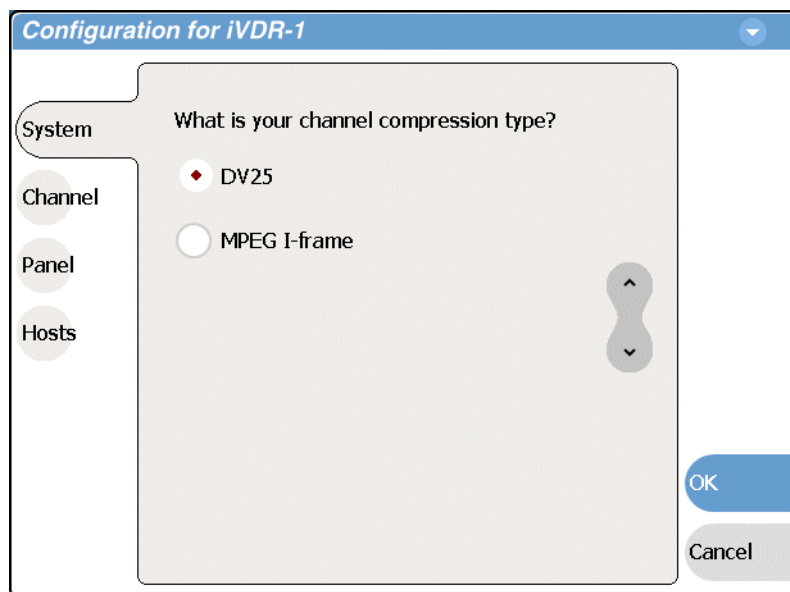 Configuration for iVDR-1
System
Channel
Panel
Hosts
What is your channel compression type?
DV25
MPEG I-frame
OK
Cancel